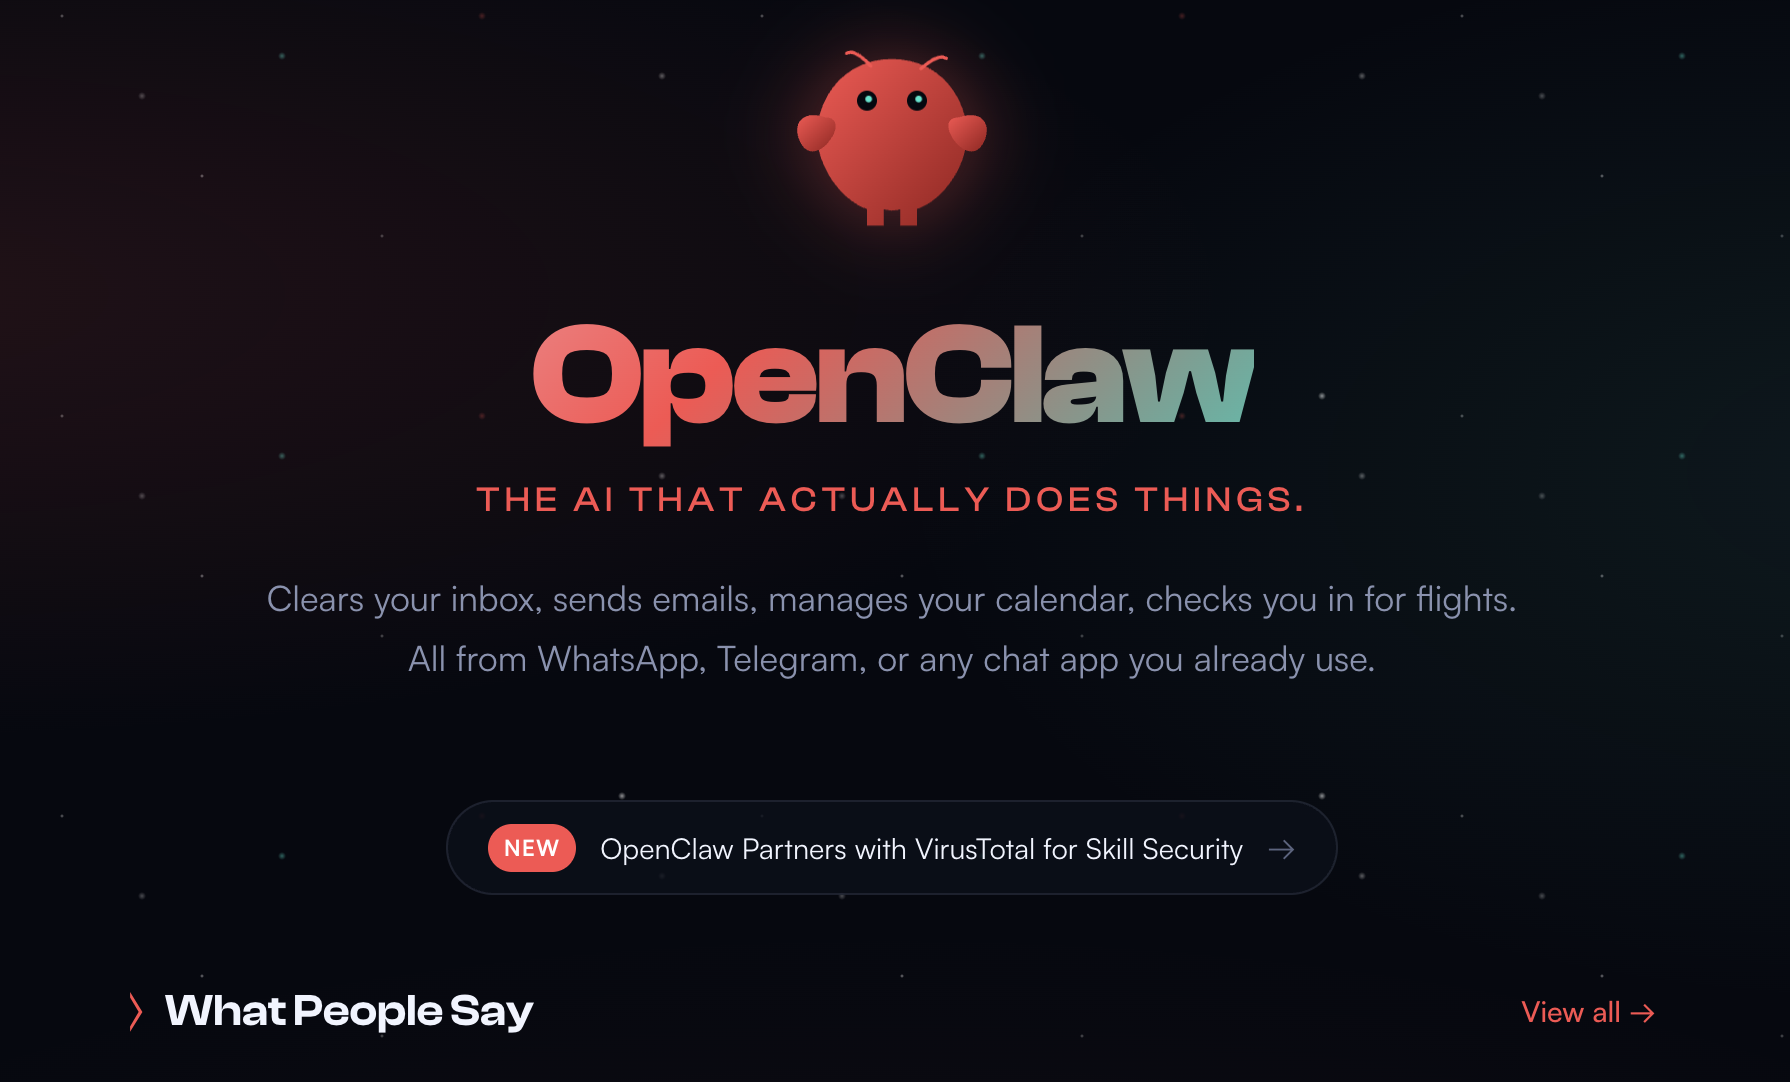 OpenClaw
THE AI THAT ACTUALLY DOES THINGS.
Clears your inbox, sends emails, manages your calendar, checks you in for flights.
All from WhatsApp, Telegram, or any chat app you already use.
NEW OpenClaw Partners with VirusTotal for Skill Security →
⟩ What People Say
View all →